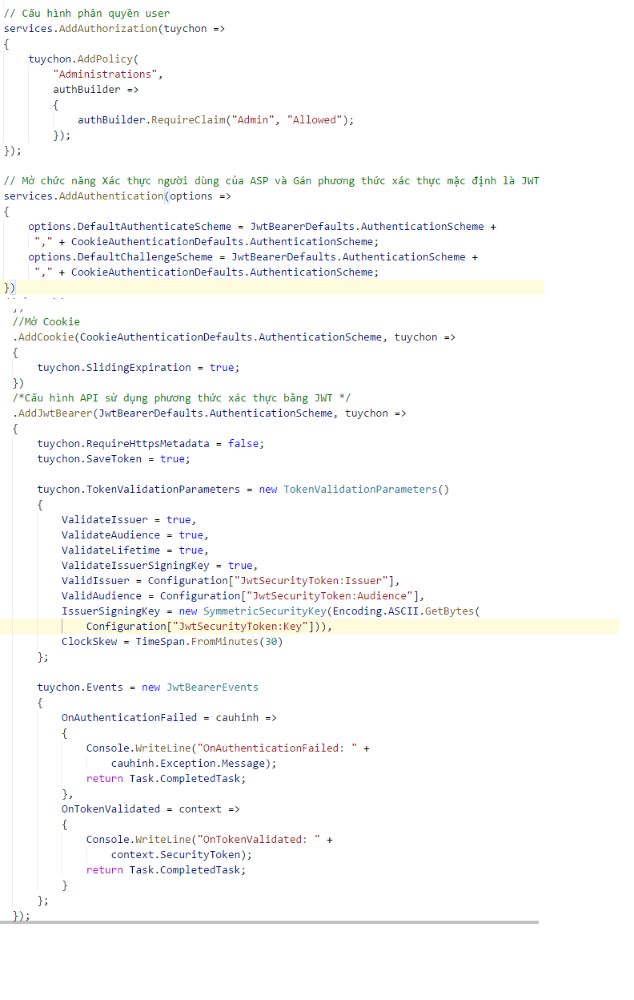 // Cấu hình phân quyền user
services.AddAuthorization(tuychon =>
{
    tuychon.AddPolicy(
        "Administrations",
        authBuilder =>
        {
            authBuilder.RequireClaim("Admin", "Allowed");
        });
});
// Mở chức năng Xác thực người dùng của ASP và Gán phương thức xác thực mặc định là JWT
services.AddAuthentication(options =>
{
    options.DefaultAuthenticateScheme = JwtBearerDefaults.AuthenticationScheme +
     "," + CookieAuthenticationDefaults.AuthenticationScheme;
    options.DefaultChallengeScheme = JwtBearerDefaults.AuthenticationScheme +
     "," + CookieAuthenticationDefaults.AuthenticationScheme;
})
})
//Mở Cookie
.AddCookie(CookieAuthenticationDefaults.AuthenticationScheme, tuychon =>
{
    tuychon.SlidingExpiration = true;
})
/*Cấu hình API sử dụng phương thức xác thực bằng JWT */
.AddJwtBearer(JwtBearerDefaults.AuthenticationScheme, tuychon =>
{
    tuychon.RequireHttpsMetadata = false;
    tuychon.SaveToken = true;
    tuychon.TokenValidationParameters = new TokenValidationParameters()
    {
        ValidateIssuer = true,
        ValidateAudience = true,
        ValidateLifetime = true,
        ValidateIssuerSigningKey = true,
        ValidIssuer = Configuration["JwtSecurityToken:Issuer"],
        ValidAudience = Configuration["JwtSecurityToken:Audience"],
        IssuerSigningKey = new SymmetricSecurityKey(Encoding.ASCII.GetBytes(
            Configuration["JwtSecurityToken:Key"])),
        ClockSkew = TimeSpan.FromMinutes(30)
    };
    tuychon.Events = new JwtBearerEvents
    {
        OnAuthenticationFailed = cauhinh =>
        {
            Console.WriteLine("OnAuthenticationFailed: " +
                cauhinh.Exception.Message);
            return Task.CompletedTask;
        },
        OnTokenValidated = context =>
        {
            Console.WriteLine("OnTokenValidated: " +
                context.SecurityToken);
            return Task.CompletedTask;
        }
    };
});